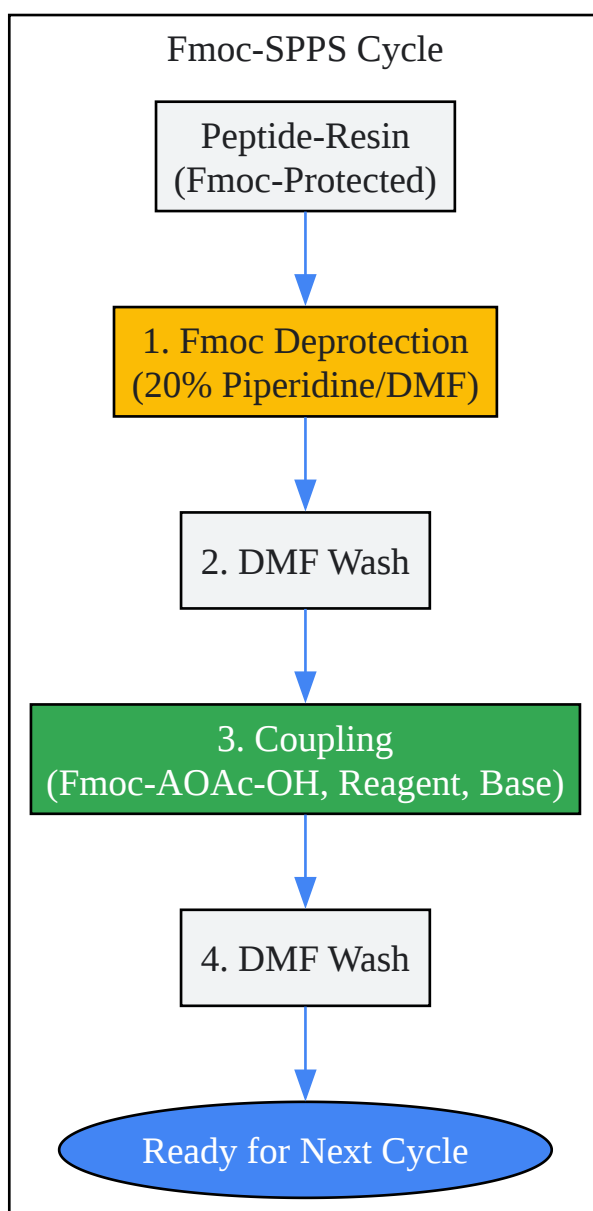 Fmoc-SPPS Cycle
Peptide-Resin
(Fmoc-Protected)
1. Fmoc Deprotection
(20% Piperidine/DMF)
2. DMF Wash
3. Coupling
(Fmoc-AOAc-OH, Reagent, Base)
4. DMF Wash
Ready for Next Cycle